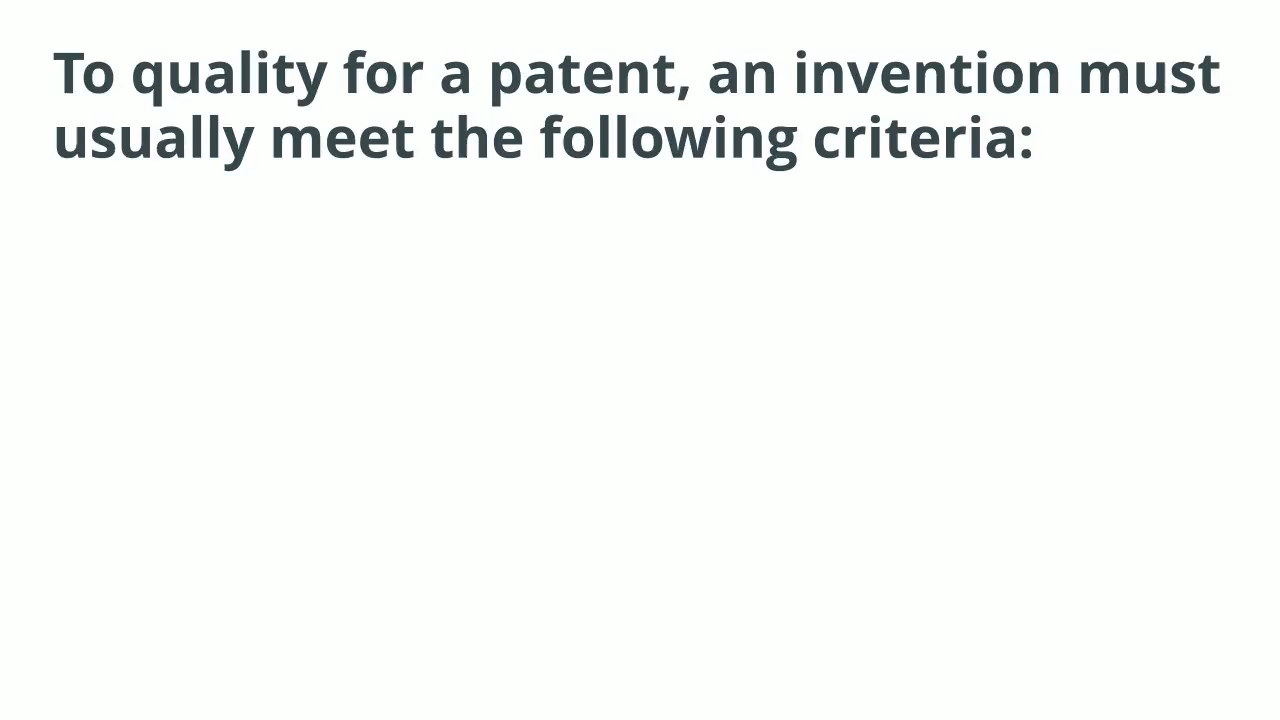 To quality for a patent, an invention must
usually meet the following criteria: